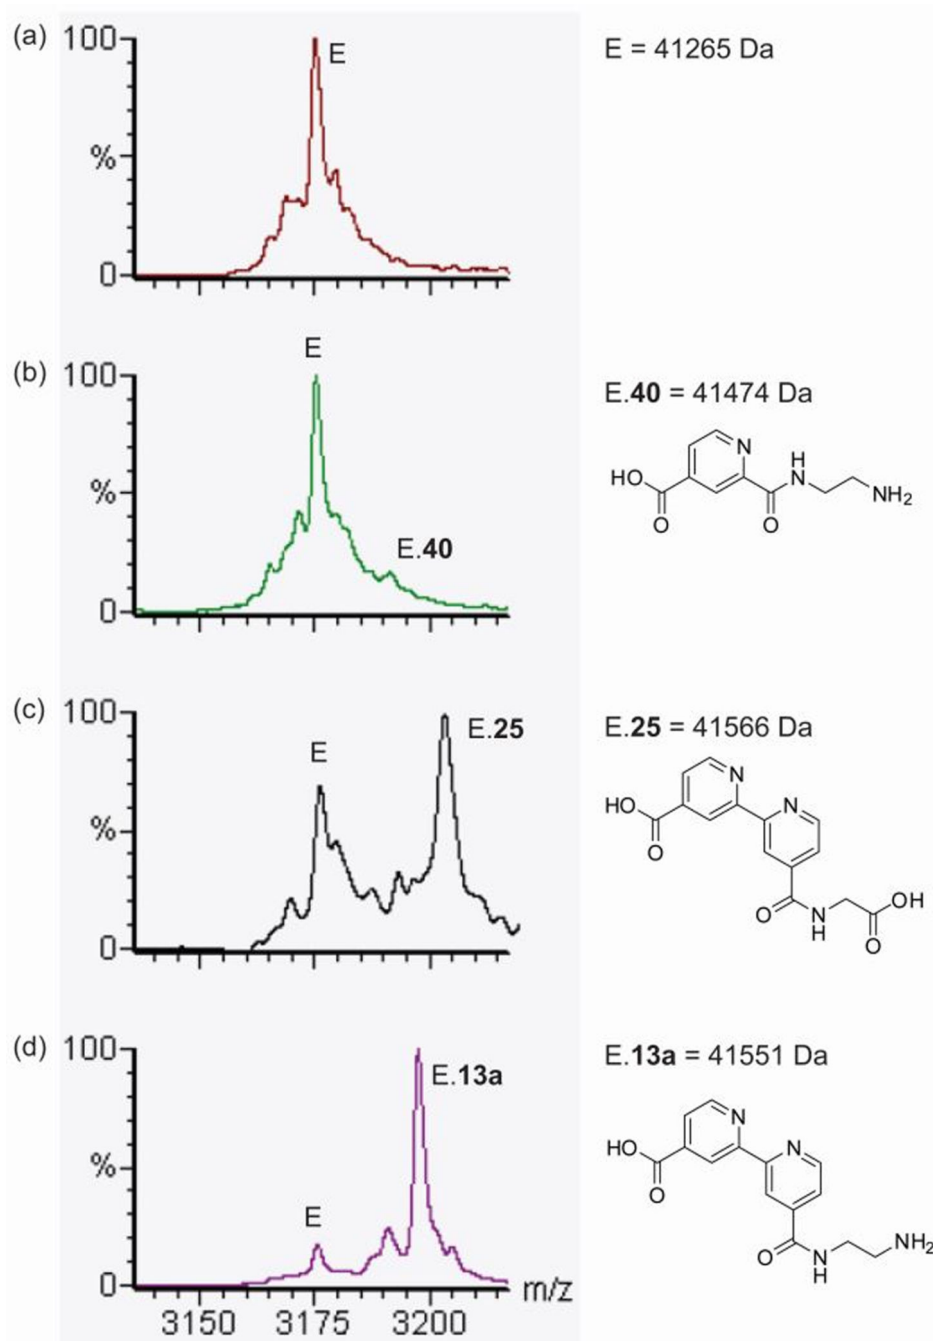 (a) 100 E E = 41265 Da
%
0
(b) 100 E
E.40 = 41474 Da
% E.40
N H
HO N NH2
O O
0
(c) 100 E.25 E.25 = 41566 Da
E
% N N
HO
O
OH
O N
H O
0
(d) 100 E.13a E.13a = 41551 Da
% N N
HO
O
E
NH2
O N
H
0 m/z
3150 3175 3200